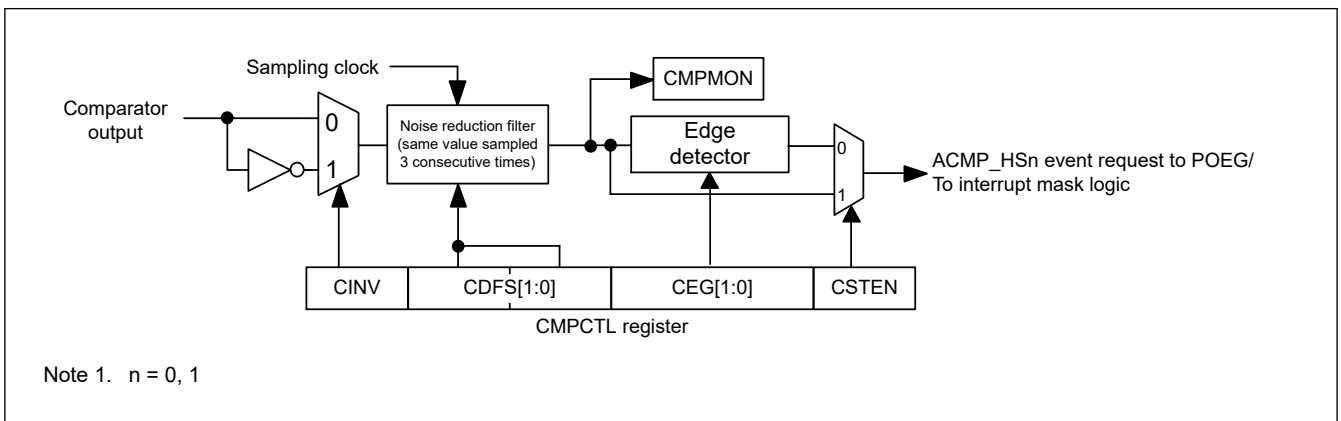 Sampling clock
CMPMON
Comparator
output
0
1
Noise reduction filter
(same value sampled
3 consecutive times)
Edge
detector
0
1
ACMP_HSn event request to POEG/
To interrupt mask logic
CINV
CDFS[1:0]
CEG[1:0]
CSTEN
CMPCTL register
Note 1. n = 0, 1